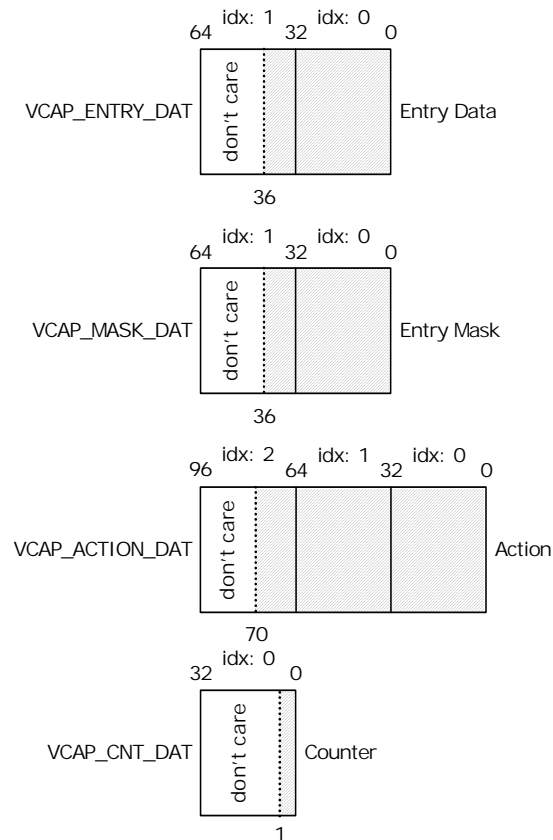 idx: 1 idx: 0
64 32 0
VCAP_ENTRY_DAT don't care Entry Data
36
idx: 1 idx: 0
64 32 0
VCAP_MASK_DAT don't care Entry Mask
36
idx: 2 idx: 1 idx: 0
96 64 32 0
VCAP_ACTION_DAT don't care Action
70
idx: 0
32 0
VCAP_CNT_DAT don't care Counter
1